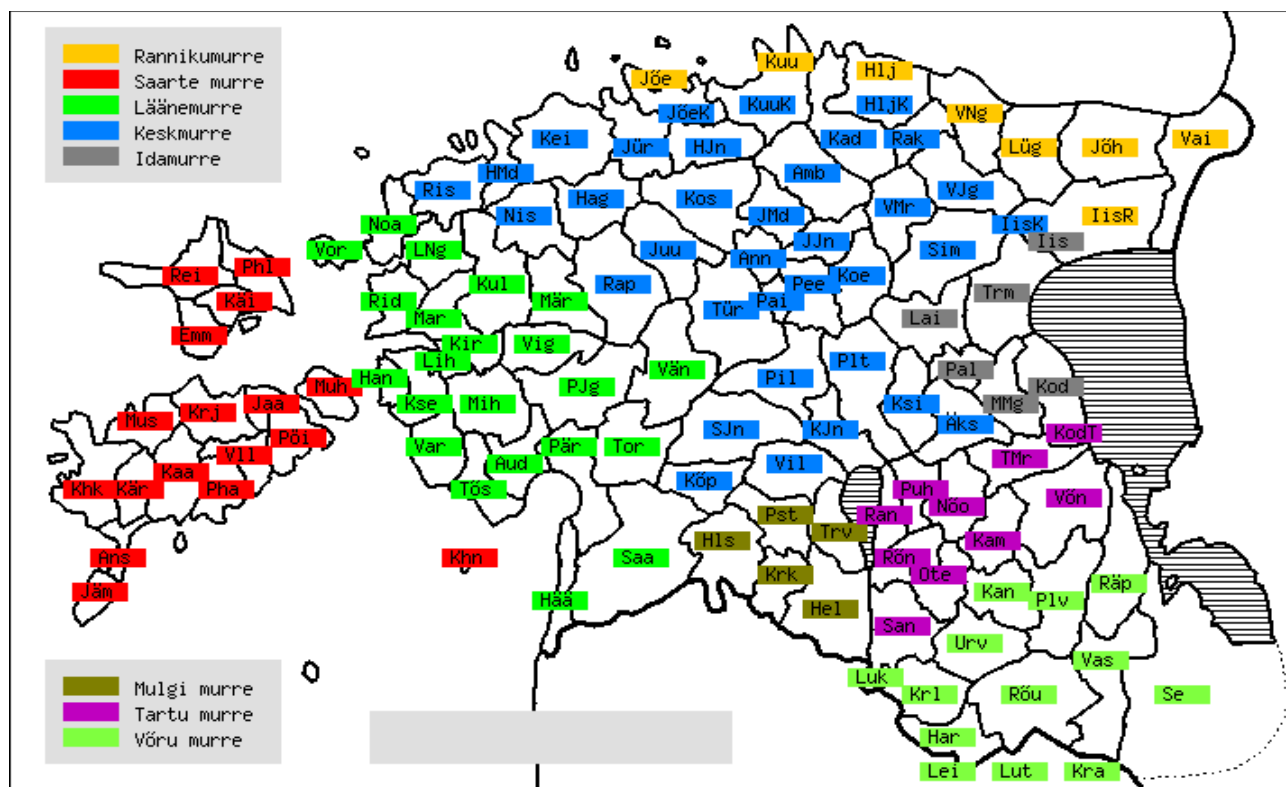 Rannikumurre
Saarte murre
Läänemurre
Keskmurre
Idamurre
Kuu
Jõe
Hlj
KuuK
HljK
JõeK
VNg
Kei
Jür
HJn
Kad
Rak
Lüg
Jõh
Vai
HMd
Amb
Ris
Hag
Kos
VJg
Nis
JMd
VMr
IisK
IisR
Noa
Vor
LNg
Juu
Ann
JJn
Sim
Iis
Rei
Phl
Kul
Mär
Rap
Pee
Koe
Käi
Rid
Mar
Tür
Pai
Lai
Trm
Emm
Kir
Vig
Lih
Vän
Plt
Pal
Han
Muh
PJg
Pil
Kod
Mus
Krj
Jaa
Kse
Mih
Ksi
MMg
Pöi
Var
Pär
Tor
SJn
KJn
Äks
KodT
Vll
Aud
Vil
TMr
Khk
Kär
Kaa
Pha
Tõs
Kõp
Puh
Nõo
Võn
Pst
Ran
Trv
Hls
Kam
Ans
Khn
Saa
Rõn
Krk
Ote
Jäm
Hää
Hel
Kan
Plv
Räp
San
Urv
Vas
Luk
Krl
Rõu
Se
Har
Lei
Lut
Kra
Mulgi murre
Tartu murre
Võru murre